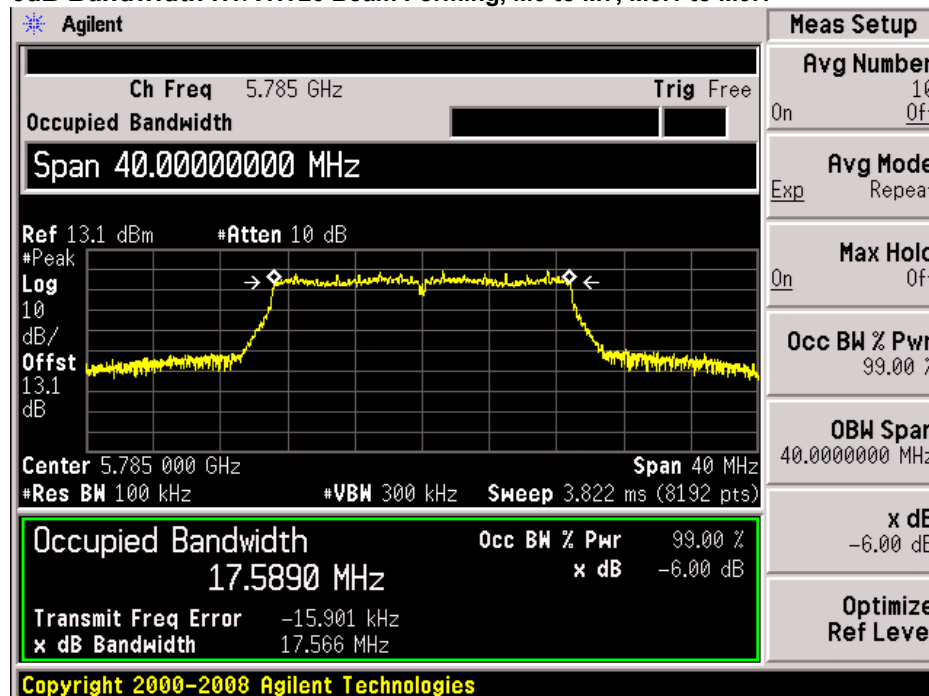 Agilent
Ch Freq 5.785 GHz Trig Free
Occupied Bandwidth
Span 40.00000000 MHz
Ref 13.1 dBm #Atten 10 dB
#Peak
Log
10
dB/
Offst
13.1
dB
Center 5.785 000 GHz Span 40 MHz
#Res BW 100 kHz #VBW 300 kHz Sweep 3.822 ms (8192 pts)
Occupied Bandwidth Occ BW % Pwr 99.00 %
17.5890 MHz x dB -6.00 dB
Transmit Freq Error -15.901 kHz
x dB Bandwidth 17.566 MHz
Copyright 2000-2008 Agilent Technologies
Meas Setup
Avg Number
On
Avg Mode
Exp Repea
Max Hold
On
Occ BW % Pwr
99.00 %
OBW Span
40.0000000 MHz
x dB
-6.00 dB
Optimize
Ref Leve